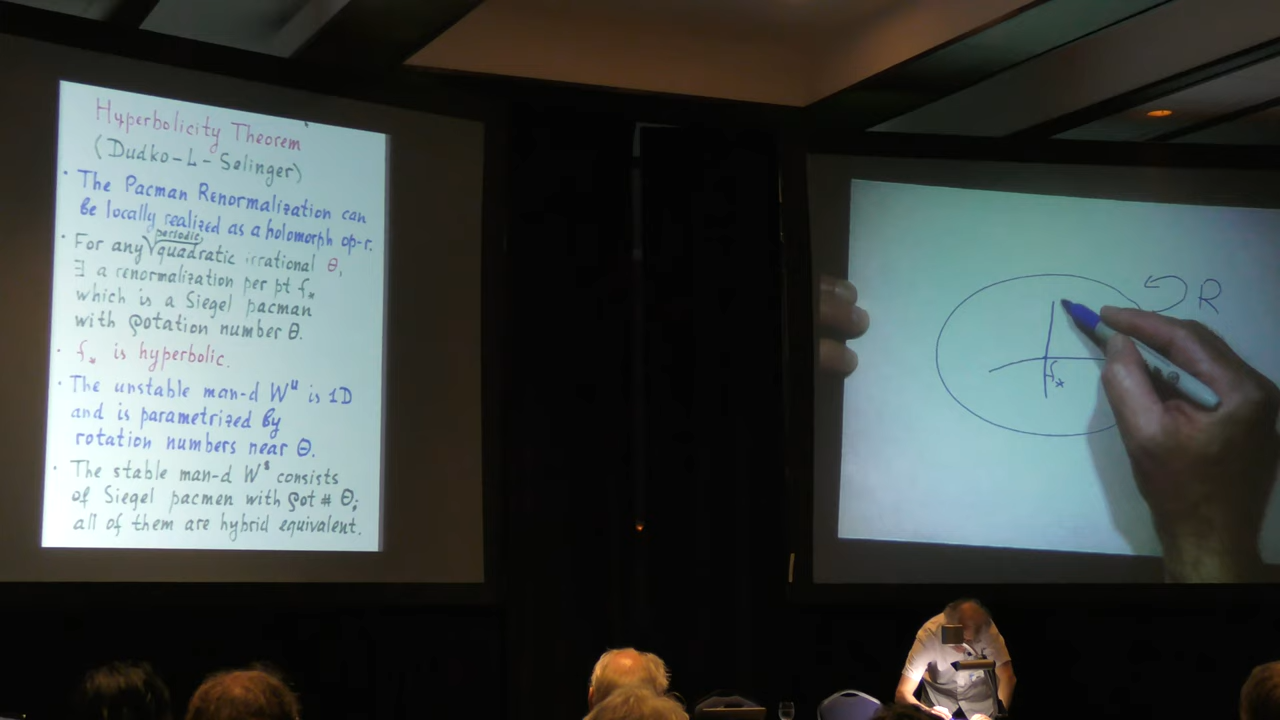 Hyperbolicity Theorem
(Dudko-L-Selinger)
• The Pacman Renormalization can
be locally realized as a holomorph op-r.
periodic
• For any √quadratic irrational θ,
∃ a renormalization per pt f*
which is a Siegel pacman
with rotation number θ.
• f* is hyperbolic.
• The unstable man-d Wᵘ is 1D
and is parametrized by
rotation numbers near θ.
• The stable man-d Wˢ consists
of Siegel pacmen with rot # θ;
all of them are hybrid equivalent.
R
f*